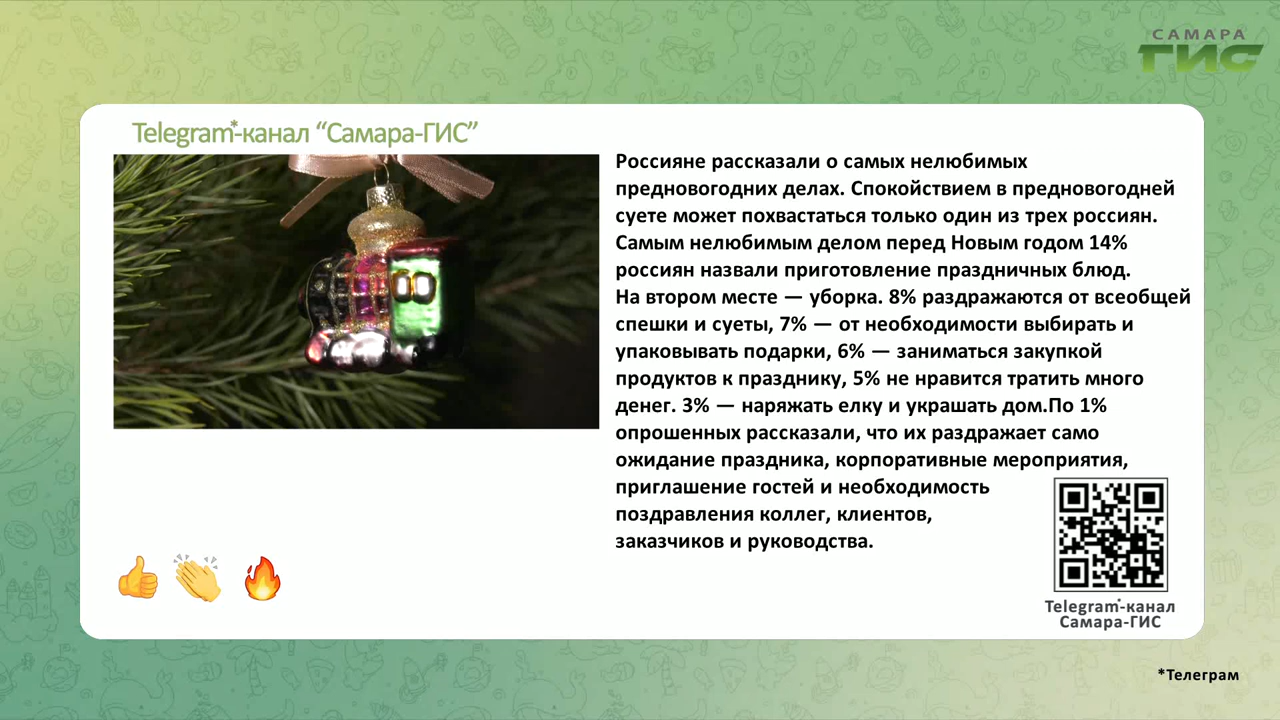 САМАРА
ГИС
Telegram*-канал “Самара-ГИС”
Россияне рассказали о самых нелюбимых
предновогодних делах. Спокойствием в предновогодней
суете может похвастаться только один из трех россиян.
Самым нелюбимым делом перед Новым годом 14%
россиян назвали приготовление праздничных блюд.
На втором месте — уборка. 8% раздражаются от всеобщей
спешки и суеты, 7% — от необходимости выбирать и
упаковывать подарки, 6% — заниматься закупкой
продуктов к празднику, 5% не нравится тратить много
денег. 3% — наряжать елку и украшать дом.По 1%
опрошенных рассказали, что их раздражает само
ожидание праздника, корпоративные мероприятия,
приглашение гостей и необходимость
поздравления коллег, клиентов,
заказчиков и руководства.
Telegram*-канал
Самара-ГИС
*Телеграм